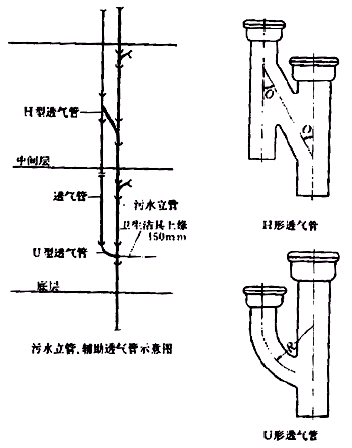 H型透气管
中间层
透气管
污水立管
卫生洁具上缘
150mm
U型透气管
底层
污水立管、辅助透气管示意图
H形透气管
R
U形透气管